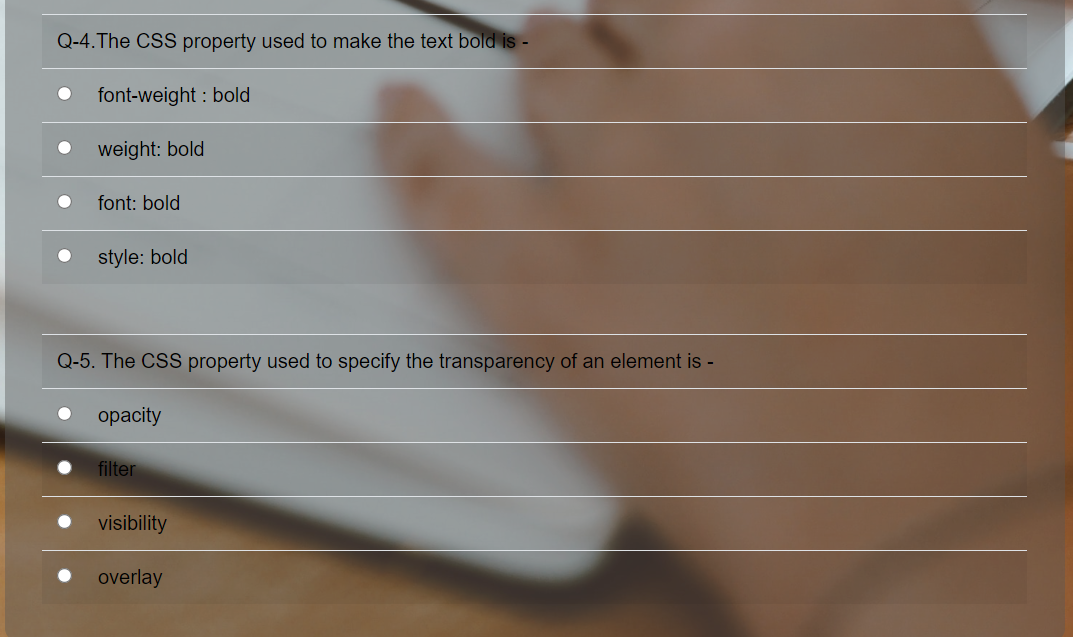 Q-4.The CSS property used to make the text bold is -
font-weight : bold
weight: bold
font: bold
style: bold
Q-5. The CSS property used to specify the transparency of an element is -
opacity
filter
visibility
overlay